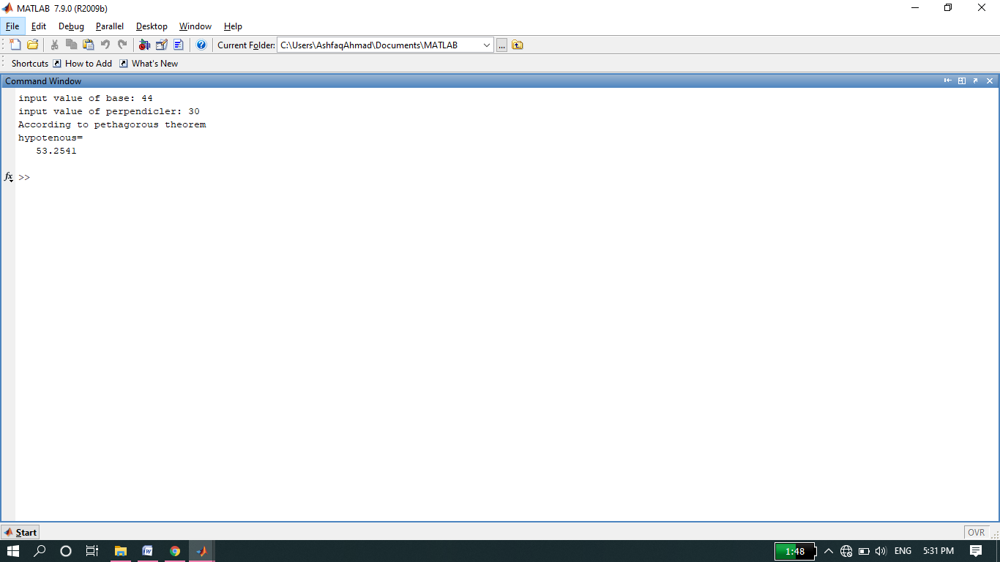 MATLAB 7.9.0 (R2009b)
File Edit Debug Parallel Desktop Window Help
Current Folder: C:\Users\AshfaqAhmad\Documents\MATLAB ...
Shortcuts How to Add What's New
Command Window
input value of base: 44
input value of perpendicler: 30
According to pethagorous theorem
hypotenous=
53.2541
fx >>
Start OVR
1:48 ENG 5:31 PM